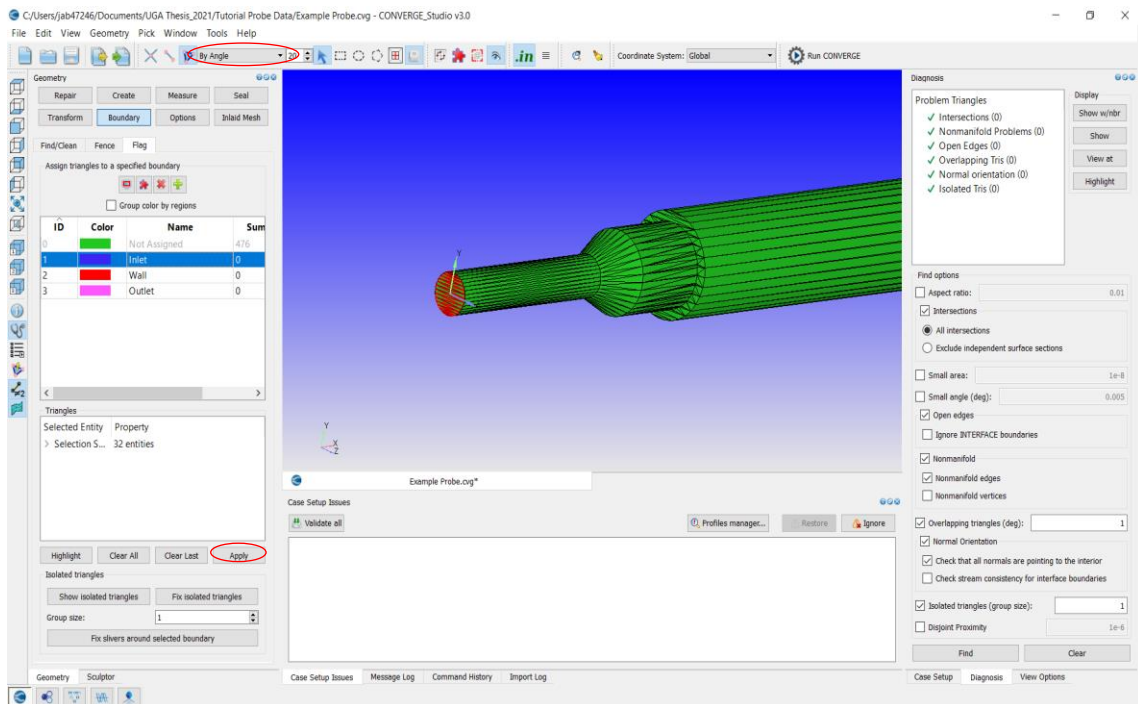 C:/Users/jab47246/Documents/UGA Thesis_2021/Tutorial Probe Data/Example Probe.cvg - CONVERGE_Studio v3.0
File Edit View Geometry Pick Window Tools Help
By Angle 20 .in Coordinate System: Global Run CONVERGE
Geometry
Repair Create Measure Seal
Transform Boundary Options Inlaid Mesh
Find/Clean Fence Flag
Assign triangles to a specified boundary
Group color by regions
ID Color Name Sum
0 Not Assigned 476
1 Inlet 0
2 Wall 0
3 Outlet 0
Triangles
Selected Entity Property
> Selection S... 32 entities
Highlight Clear All Clear Last Apply
Isolated triangles
Show isolated triangles Fix isolated triangles
Group size: 1
Fix slivers around selected boundary
Geometry Sculptor
Y
Y
X
Z
Example Probe.cvg*
Case Setup Issues
Validate all Profiles manager... Restore Ignore
Case Setup Issues Message Log Command History Import Log
Diagnosis
Problem Triangles
Intersections (0)
Nonmanifold Problems (0)
Open Edges (0)
Overlapping Tris (0)
Normal orientation (0)
Isolated Tris (0)
Display
Show w/nbr
Show
View at
Highlight
Find options
Aspect ratio: 0.01
Intersections
All intersections
Exclude independent surface sections
Small area: 1e-8
Small angle (deg): 0.005
Open edges
Ignore INTERFACE boundaries
Nonmanifold
Nonmanifold edges
Nonmanifold vertices
Overlapping triangles (deg): 1
Normal Orientation
Check that all normals are pointing to the interior
Check stream consistency for interface boundaries
Isolated triangles (group size): 1
Disjoint Proximity 1e-6
Find Clear
Case Setup Diagnosis View Options